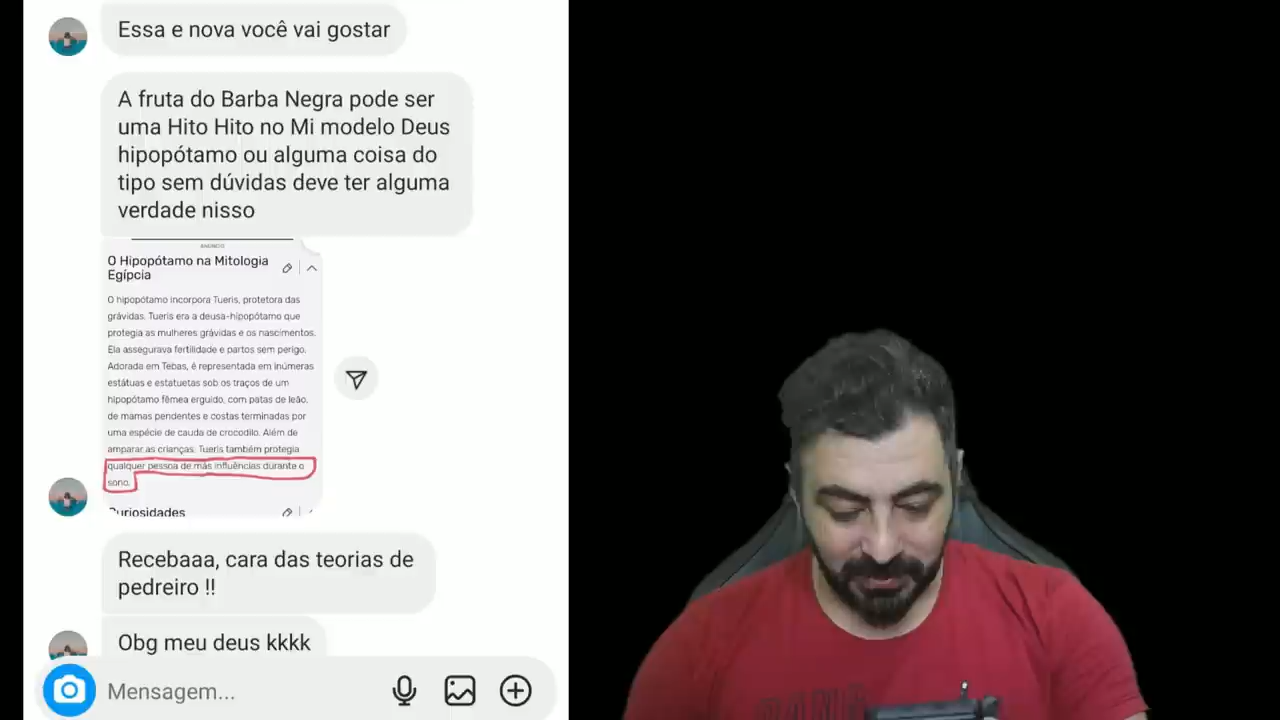 Essa e nova você vai gostar
A fruta do Barba Negra pode ser
uma Hito Hito no Mi modelo Deus
hipopótamo ou alguma coisa do
tipo sem dúvidas deve ter alguma
verdade nisso
ANÚNCIO
O Hipopótamo na Mitologia
Egípcia
O hipopótamo incorpora Tueris, protetora das
grávidas. Tueris era a deusa-hipopótamo que
protegia as mulheres grávidas e os nascimentos.
Ela assegurava fertilidade e partos sem perigo.
Adorada em Tebas, é representada em inúmeras
estátuas e estatuetas sob os traços de um
hipopótamo fêmea erguido, com patas de leão,
de mamas pendentes e costas terminadas por
uma espécie de cauda de crocodilo. Além de
amparar as crianças, Tueris também protegia
qualquer pessoa de más influências durante o
sono.
Curiosidades
Recebaaa, cara das teorias de
pedreiro !!
Obg meu deus kkkk
Mensagem...